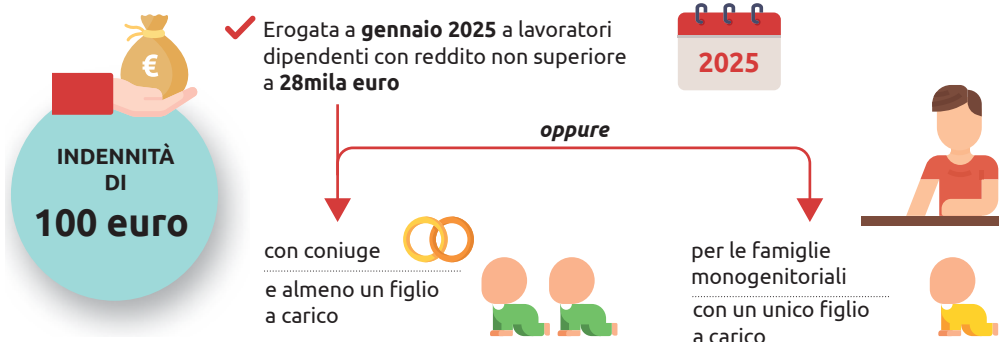 INDENNITÀ
DI
100 euro
€
Erogata a gennaio 2025 a lavoratori
dipendenti con reddito non superiore
a 28mila euro
2025
oppure
con coniuge
e almeno un figlio
a carico
per le famiglie
monogenitoriali
con un unico figlio
a carico